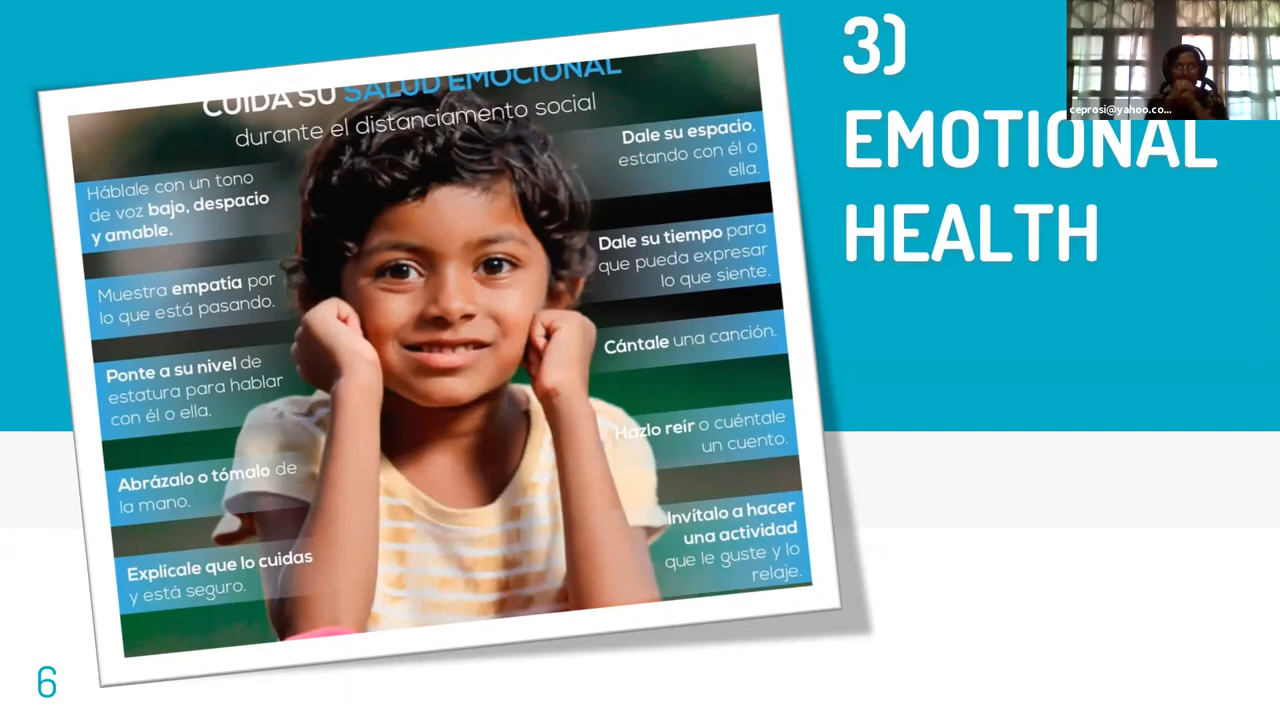 3)
EMOTIONAL
HEALTH
ceprosi@yahoo.co...
CUIDA SU SALUD EMOCIONAL
durante el distanciamiento social
Háblale con un tono
de voz bajo, despacio
y amable.
Muestra empatía por
lo que está pasando.
Ponte a su nivel de
estatura para hablar
con él o ella.
Abrázalo o tómalo de
la mano.
Explícale que lo cuidas
y está seguro.
Dale su espacio,
estando con él o
ella.
Dale su tiempo para
que pueda expresar
lo que siente.
Cántale una canción.
Hazlo reír o cuéntale
un cuento.
Invítalo a hacer
una actividad
que le guste y lo
relaje.
6